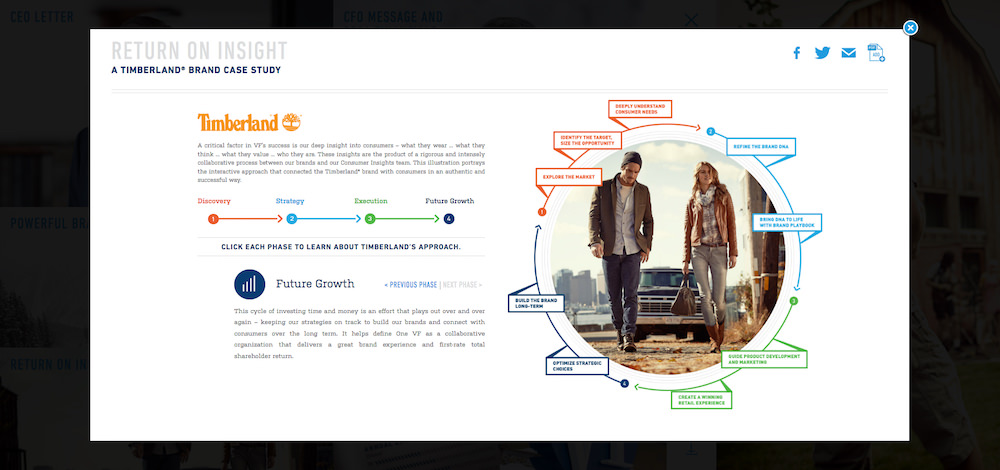 CEO LETTER
CFO MESSAGE AND
RETURN ON INSIGHT
A TIMBERLAND® BRAND CASE STUDY
ADD
Timberland
A critical factor in VF's success is our deep insight into consumers – what they wear ... what they
think ... what they value ... who they are. These insights are the product of a rigorous and intensely
collaborative process between our brands and our Consumer Insights team. This illustration portrays
the interactive approach that connected the Timberland® brand with consumers in an authentic and
successful way.
Discovery Strategy Execution Future Growth
1 2 3 4
CLICK EACH PHASE TO LEARN ABOUT TIMBERLAND'S APPROACH.
Future Growth
< PREVIOUS PHASE | NEXT PHASE >
This cycle of investing time and money is an effort that plays out over and over
again – keeping our strategies on track to build our brands and connect with
consumers over the long term. It helps define One VF as a collaborative
organization that delivers a great brand experience and first-rate total
shareholder return.
1
EXPLORE THE MARKET
IDENTIFY THE TARGET,
SIZE THE OPPORTUNITY
DEEPLY UNDERSTAND
CONSUMER NEEDS
2
REFINE THE BRAND DNA
BRING DNA TO LIFE
WITH BRAND PLAYBOOK
3
GUIDE PRODUCT DEVELOPMENT
AND MARKETING
CREATE A WINNING
RETAIL EXPERIENCE
4
OPTIMIZE STRATEGIC
CHOICES
BUILD THE BRAND
LONG-TERM
POWERFUL BRA
RETURN ON IN